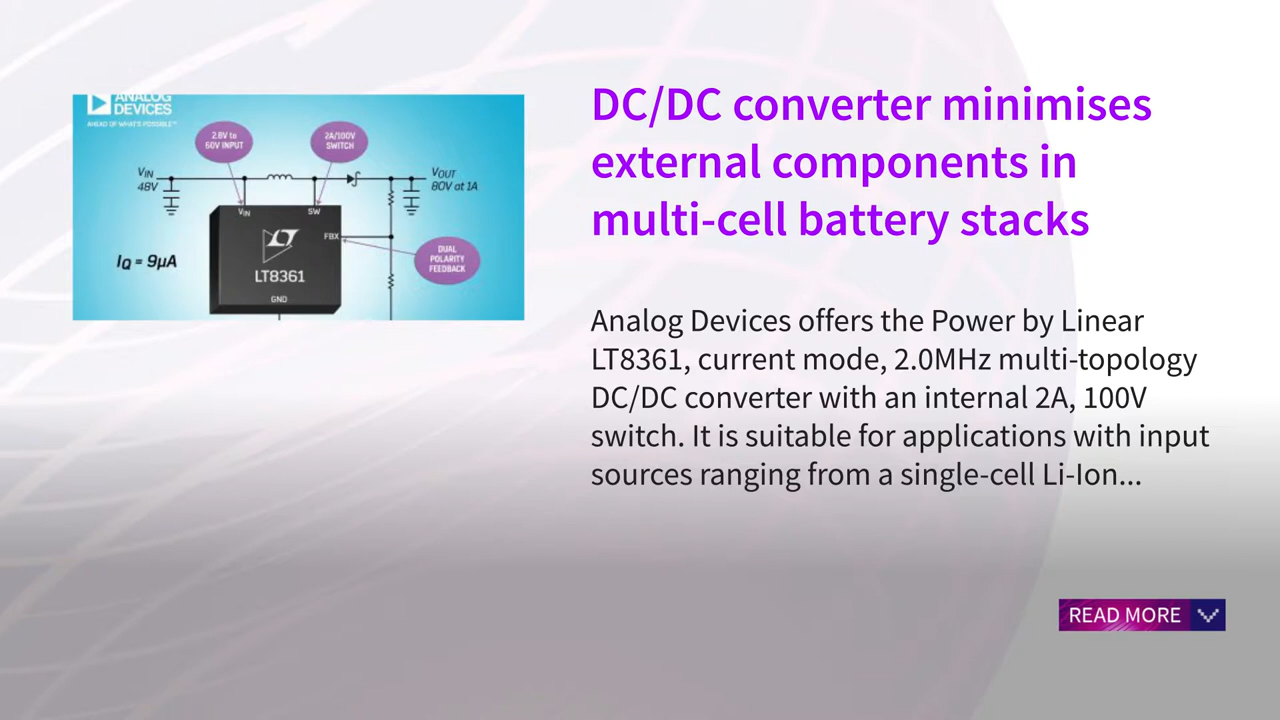 ANALOG
DEVICES
AHEAD OF WHAT'S POSSIBLE™
2.8V to
60V INPUT
2A/100V
SWITCH
VIN
48V
VOUT
80V at 1A
VIN
SW
FBX
LT8361
GND
IQ = 9µA
DUAL
POLARITY
FEEDBACK
DC/DC converter minimises
external components in
multi-cell battery stacks
Analog Devices offers the Power by Linear
LT8361, current mode, 2.0MHz multi-topology
DC/DC converter with an internal 2A, 100V
switch. It is suitable for applications with input
sources ranging from a single-cell Li-Ion...
READ MORE